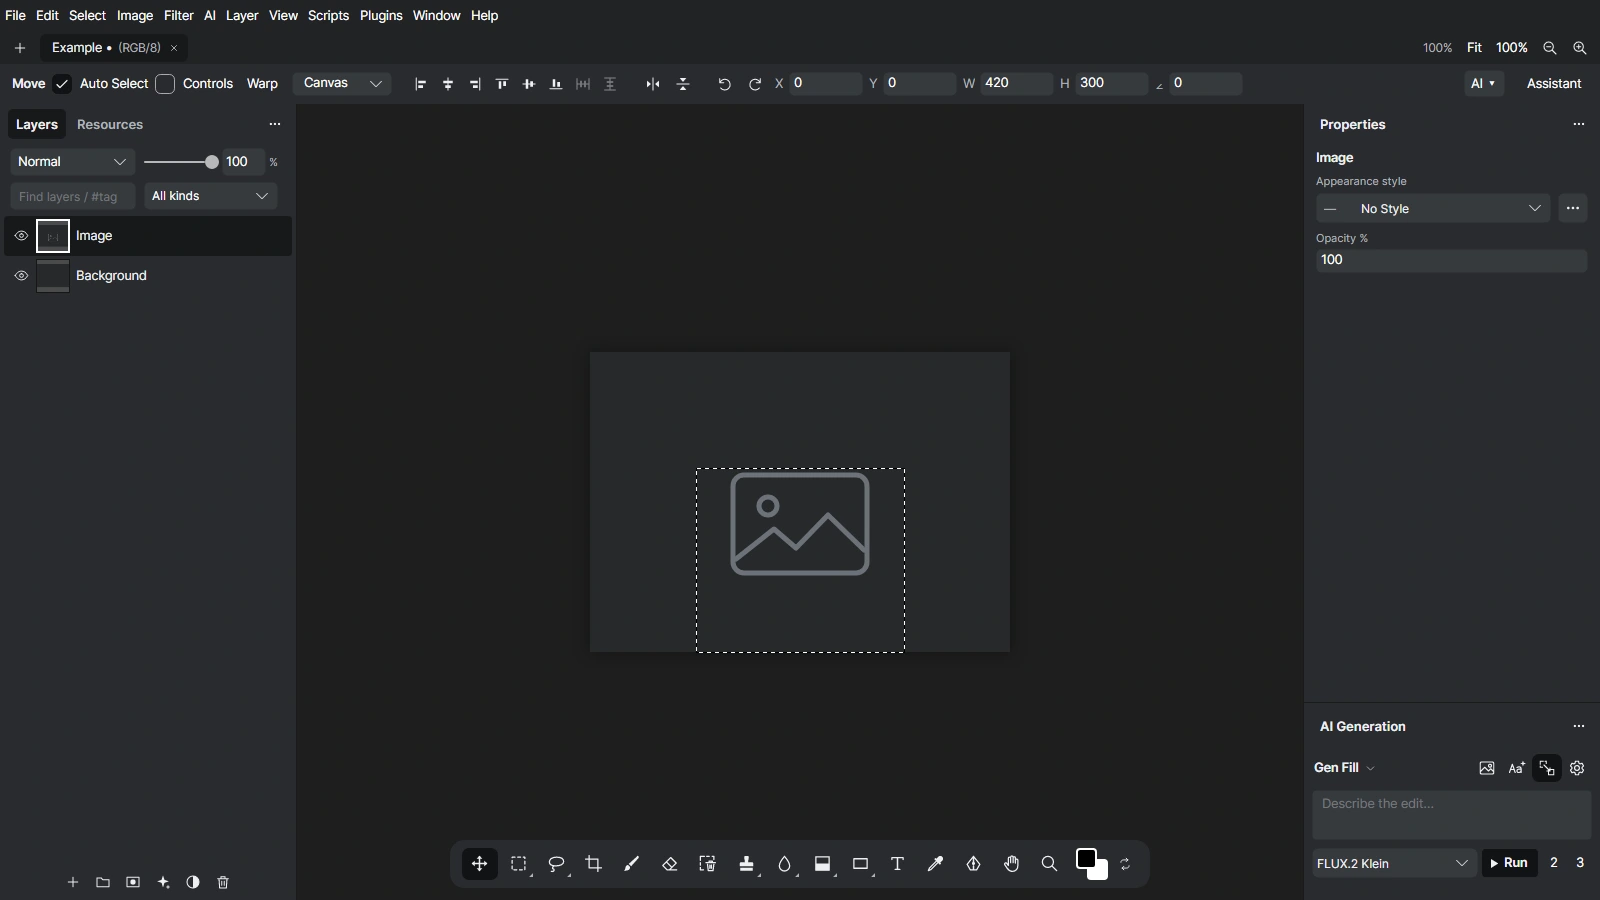 File Edit Select Image Filter AI Layer View Scripts Plugins Window Help
Example • (RGB/8) 100% Fit 100%
Move Auto Select Controls Warp Canvas X 0 Y 0 W 420 H 300 ∠ 0 AI Assistant
Layers Resources
Properties
Normal 100 %
Image
Appearance style
Find layers / #tag All kinds
No Style
Image
Opacity %
100
Background
AI Generation
Gen Fill Aa+
Describe the edit...
T
FLUX.2 Klein Run 2 3